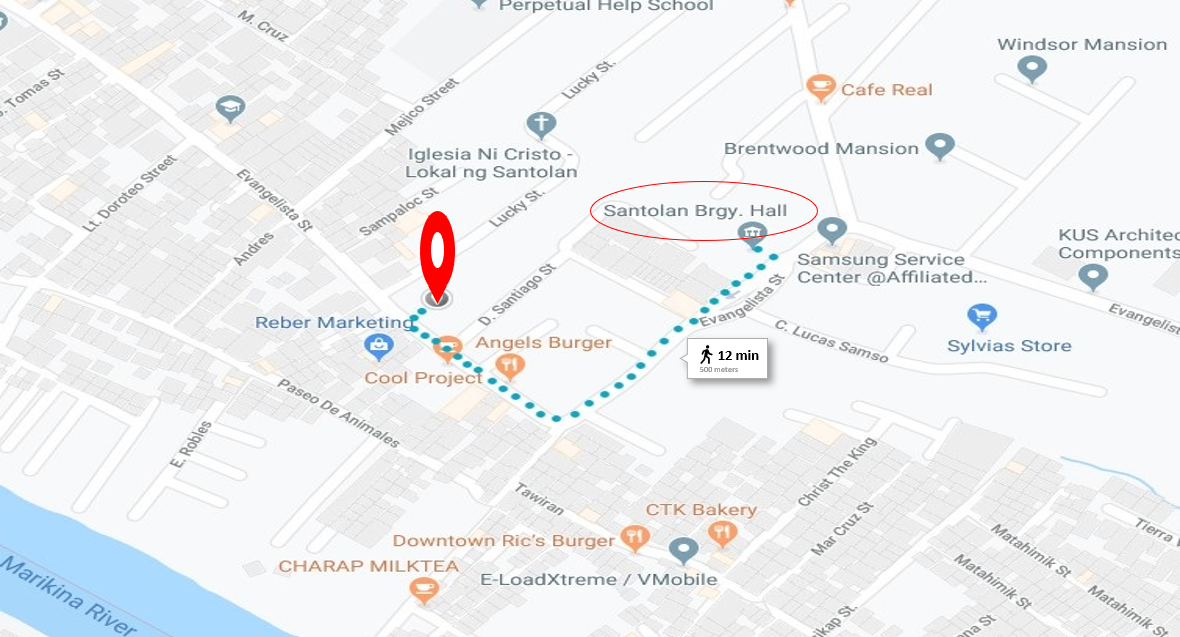 Perpetual Help School
M. Cruz
Windsor Mansion
Tomas St
Lucky St.
Cafe Real
Mejico Street
Brentwood Mansion
Iglesia Ni Cristo -
Lokal ng Santolan
Lt. Doroteo Street
Evangelista St
Sampaloc St
Lucky St.
Santolan Brgy. Hall
Andres
KUS Architec
Components
Samsung Service
Center @Affiliated...
D. Santiago St
Evangelista St
Evangelis
Reber Marketing
C. Lucas Samso
Angels Burger
Sylvias Store
12 min
500 meters
Cool Project
Paseo De Animales
E. Robles
Christ The King
Tawiran
CTK Bakery
Mar Cruz St
Tierra V
Downtown Ric's Burger
Matahimik St
CHARAP MILKTEA
E-LoadXtreme / VMobile
Matahimik St
Matahimik St
Marikina River
ikap St.
na St